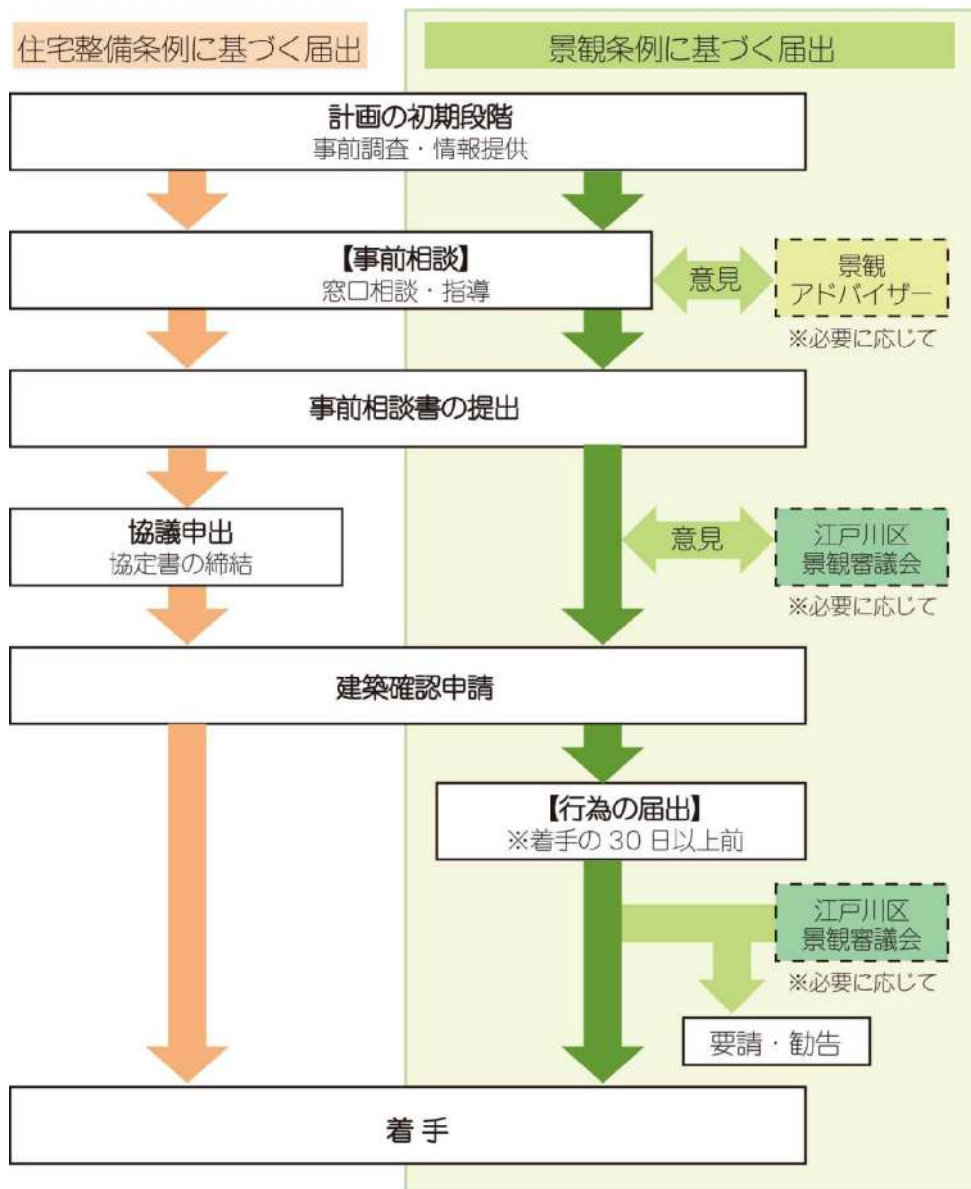 住宅整備条例に基づく届出
景観条例に基づく届出
計画の初期段階
事前調査・情報提供
【事前相談】
窓口相談・指導
意見
景観
アドバイザー
※必要に応じて
事前相談書の提出
協議申出
協定書の締結
意見
江戸川区
景観審議会
※必要に応じて
建築確認申請
【行為の届出】
※着手の 30 日以上前
江戸川区
景観審議会
※必要に応じて
要請・勧告
着 手